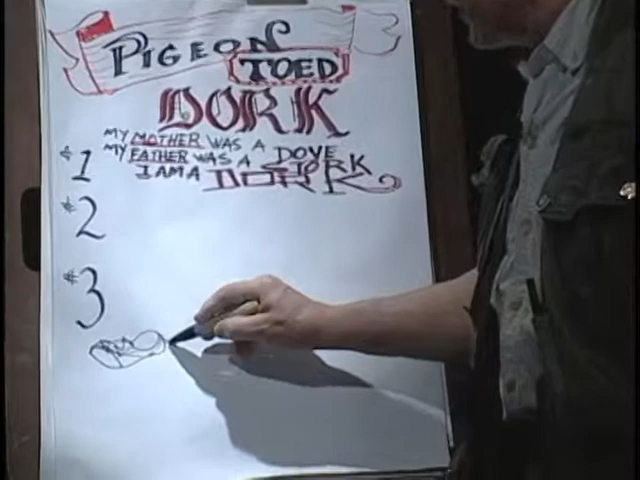 PIGEON
TOED
DORK
MY MOTHER WAS A DOVE
MY FATHER WAS A STORK
I AM A DORK
#1
#2
#3